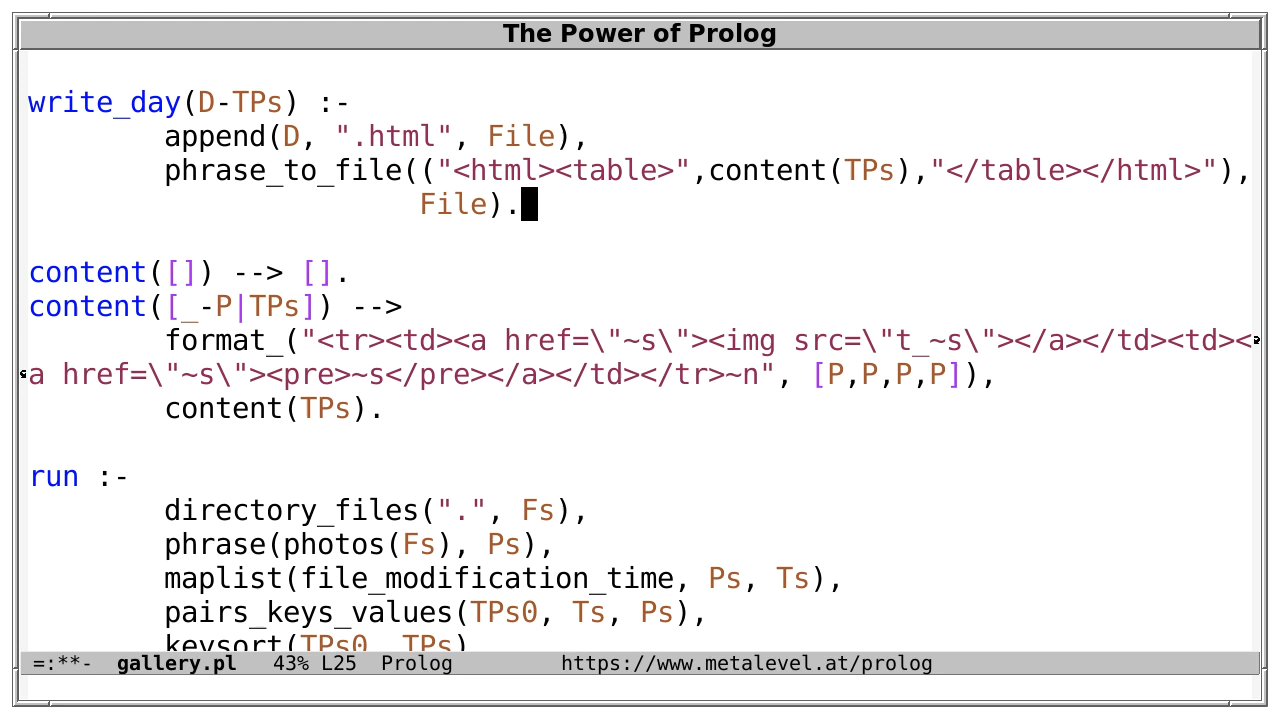 The Power of Prolog
write_day(D-TPs) :-
        append(D, ".html", File),
        phrase_to_file(("<html><table>",content(TPs),"</table></html>"),
                       File).
content([]) --> [].
content([_-P|TPs]) -->
        format_("<tr><td><a href=\"~s\"><img src=\"t_~s\"></a></td><td><
a href=\"~s\"><pre>~s</pre></a></td></tr>~n", [P,P,P,P]),
        content(TPs).
run :-
        directory_files(".", Fs),
        phrase(photos(Fs), Ps),
        maplist(file_modification_time, Ps, Ts),
        pairs_keys_values(TPs0, Ts, Ps),
        keysort(TPs0, TPs)
=:**-  gallery.pl   43% L25  Prolog         https://www.metalevel.at/prolog